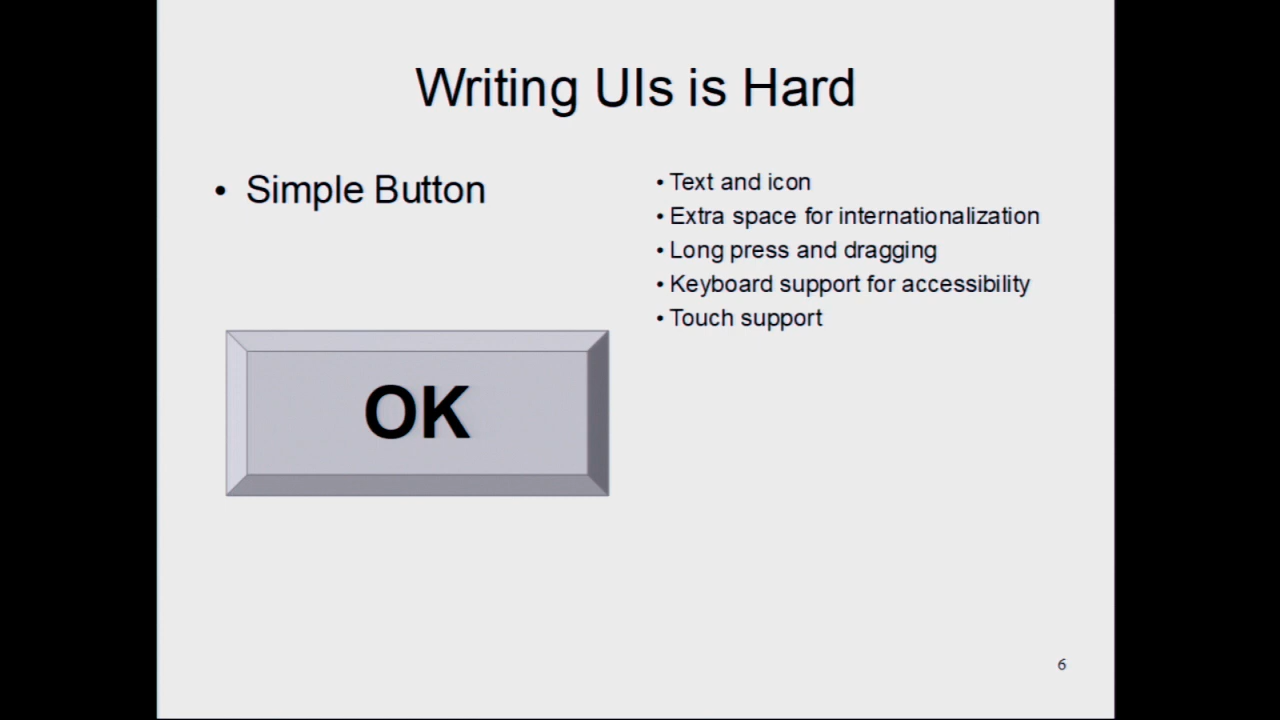 Writing UIs is Hard
• Simple Button
• Text and icon
• Extra space for internationalization
• Long press and dragging
• Keyboard support for accessibility
• Touch support
OK
6